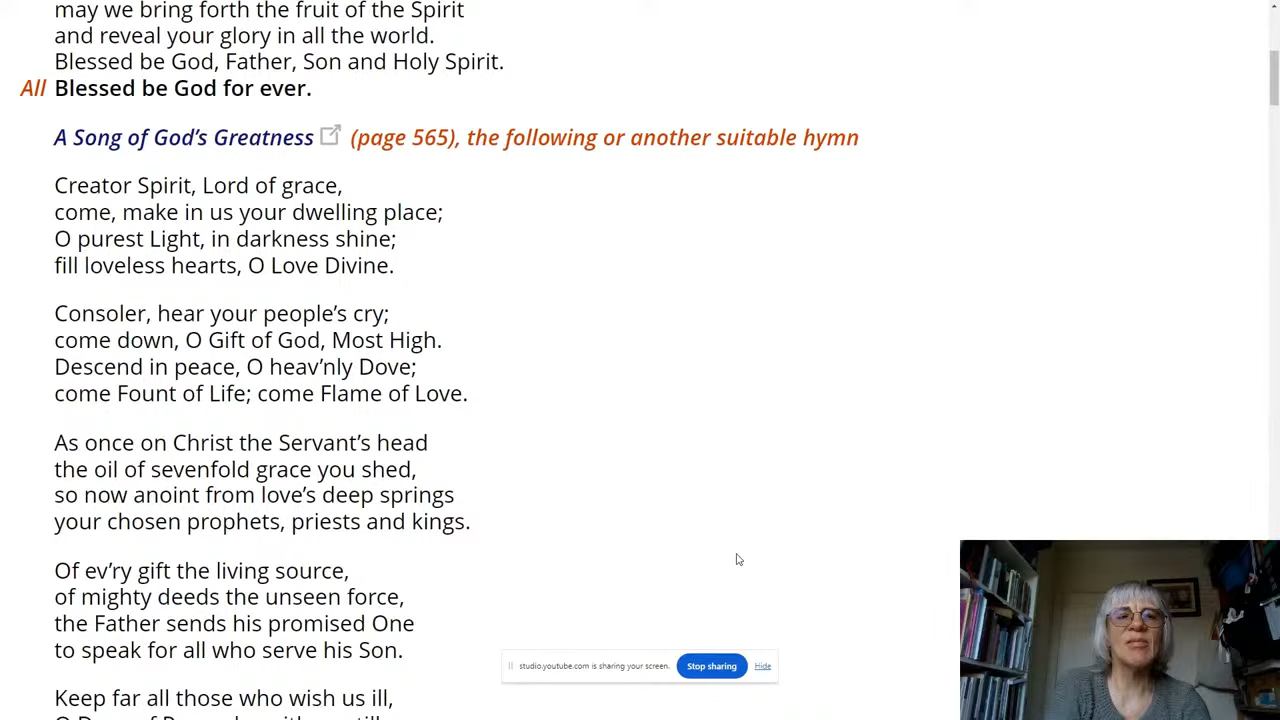 may we bring forth the fruit of the Spirit
and reveal your glory in all the world.
Blessed be God, Father, Son and Holy Spirit.
All Blessed be God for ever.
A Song of God’s Greatness (page 565), the following or another suitable hymn
Creator Spirit, Lord of grace,
come, make in us your dwelling place;
O purest Light, in darkness shine;
fill loveless hearts, O Love Divine.
Consoler, hear your people’s cry;
come down, O Gift of God, Most High.
Descend in peace, O heav’nly Dove;
come Fount of Life; come Flame of Love.
As once on Christ the Servant’s head
the oil of sevenfold grace you shed,
so now anoint from love’s deep springs
your chosen prophets, priests and kings.
Of ev’ry gift the living source,
of mighty deeds the unseen force,
the Father sends his promised One
to speak for all who serve his Son.
studio.youtube.com is sharing your screen. Stop sharing Hide
Keep far all those who wish us ill,